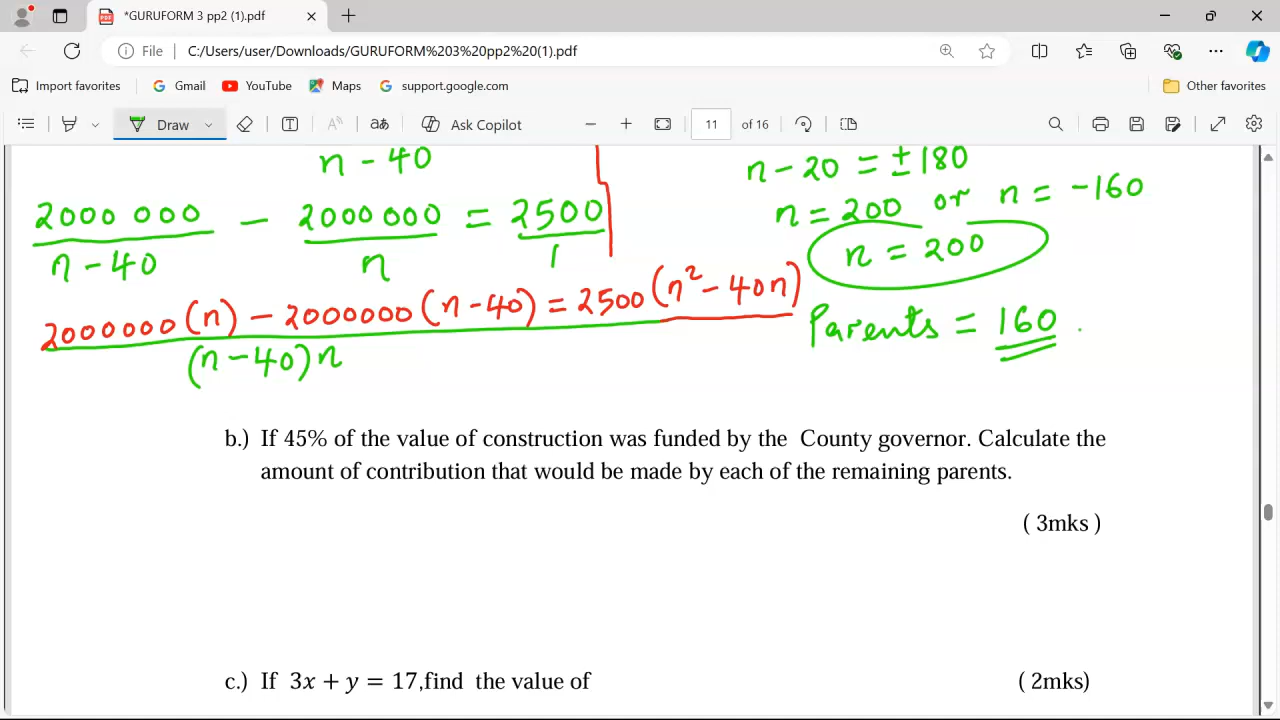 *GURUFORM 3 pp2 (1).pdf
File C:/Users/user/Downloads/GURUFORM%203%20pp2%20(1).pdf
Import favorites Gmail YouTube Maps support.google.com Other favorites
Draw aあ Ask Copilot 11 of 16
n - 40
n - 20 = ± 180
2000 000 / n - 40 - 2000 000 / n = 2500 / 1
n = 200 or n = -160
n = 200
2000000 (n) - 2000000 (n - 40) = 2500 (n² - 40n)
(n - 40) n
Parents = 160 .
b.) If 45% of the value of construction was funded by the County governor. Calculate the
amount of contribution that would be made by each of the remaining parents.
( 3mks )
c.) If 3x + y = 17,find the value of ( 2mks)